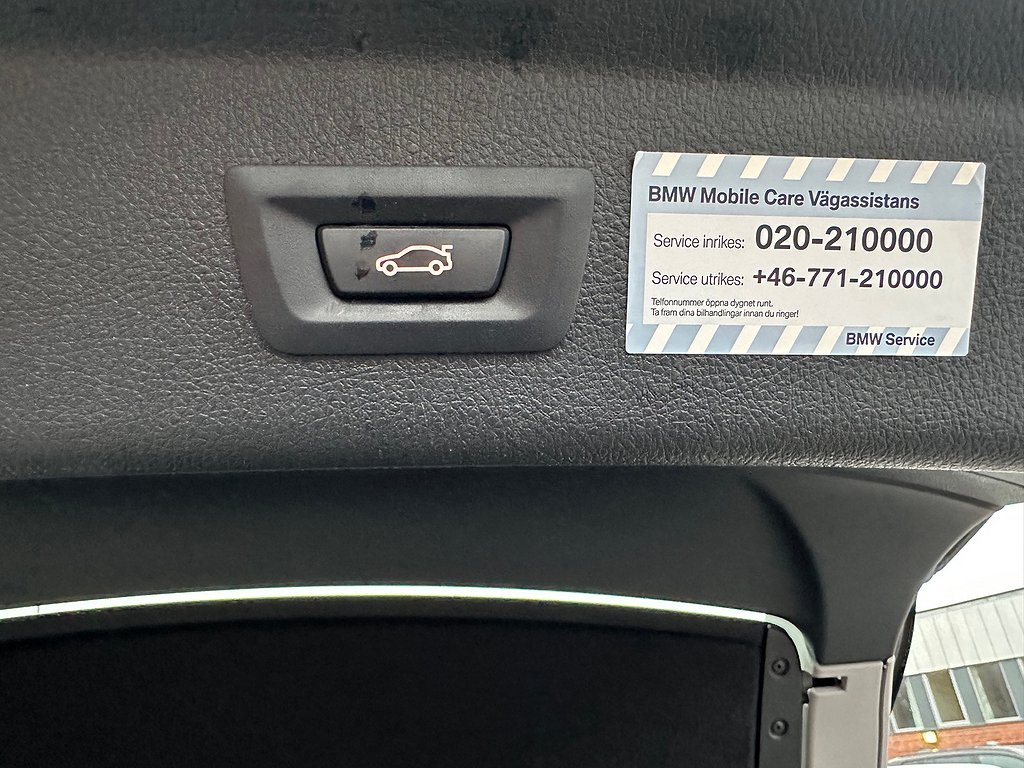 BMW Mobile Care Vägassistans
Service inrikes: 020-210000
Service utrikes: +46-771-210000
Telfonnummer öppna dygnet runt.
Ta fram dina bilhandlingar innan du ringer!
BMW Service